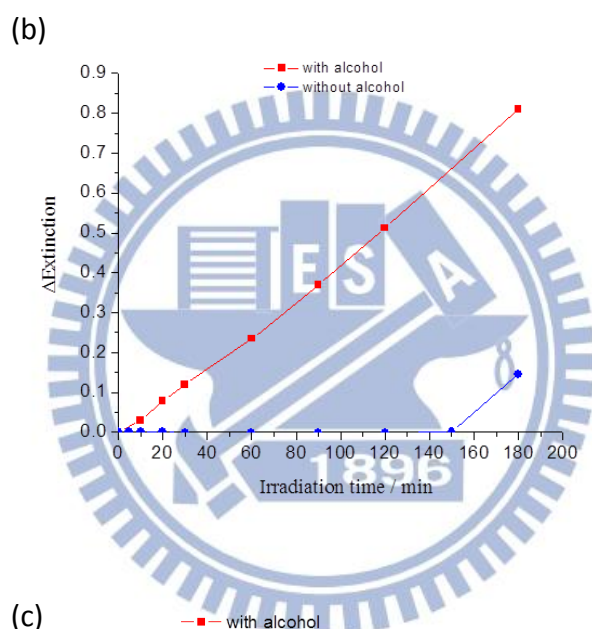 (b)
with alcohol
without alcohol
0.9
0.8
0.7
0.6
0.5
0.4
0.3
0.2
0.1
0.0
ΔExtinction
E S A
1896
0 20 40 60 80 100 120 140 160 180 200
Irradiation time / min
(c)
with alcohol